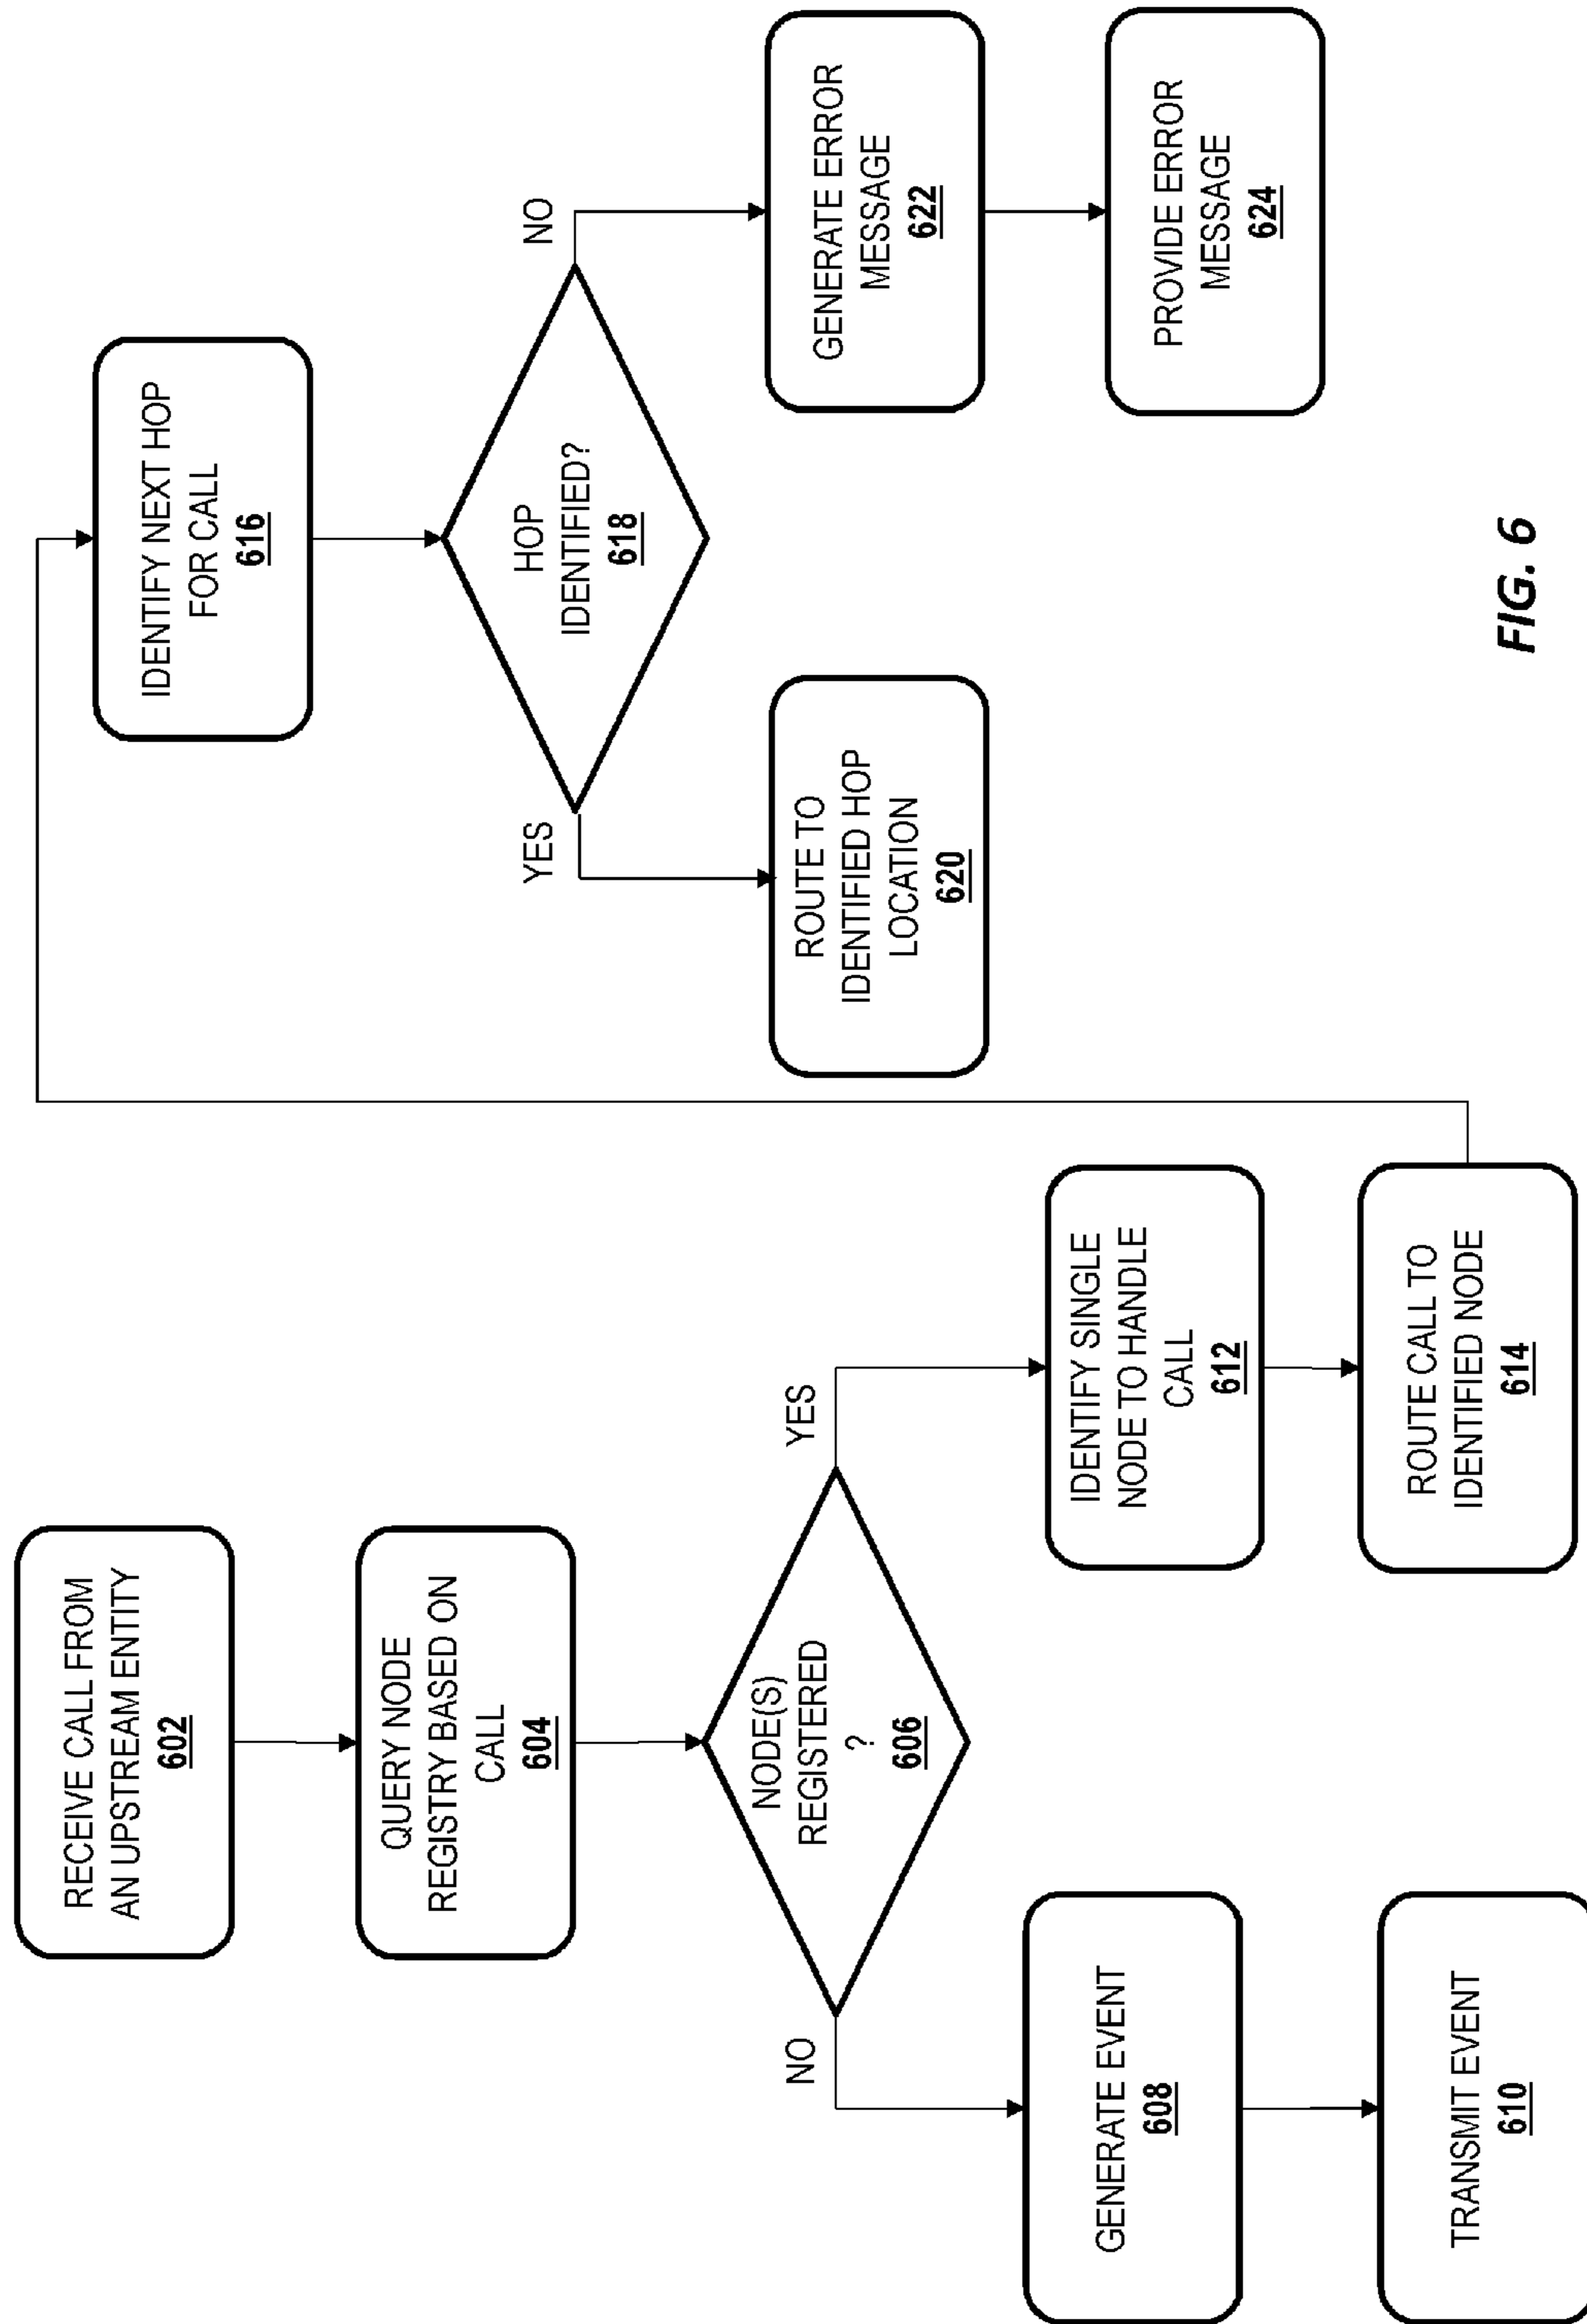 RECEIVE CALL FROM
AN UPSTREAM ENTITY
602
QUERY NODE
REGISTRY BASED ON
CALL
604
NODE(S)
REGISTERED
?
606
NO
YES
GENERATE EVENT
608
TRANSMIT EVENT
610
IDENTIFY SINGLE
NODE TO HANDLE
CALL
612
ROUTE CALL TO
IDENTIFIED NODE
614
IDENTIFY NEXT HOP
FOR CALL
616
HOP
IDENTIFIED?
618
YES
NO
ROUTE TO
IDENTIFIED HOP
LOCATION
620
GENERATE ERROR
MESSAGE
622
PROVIDE ERROR
MESSAGE
624
FIG. 6